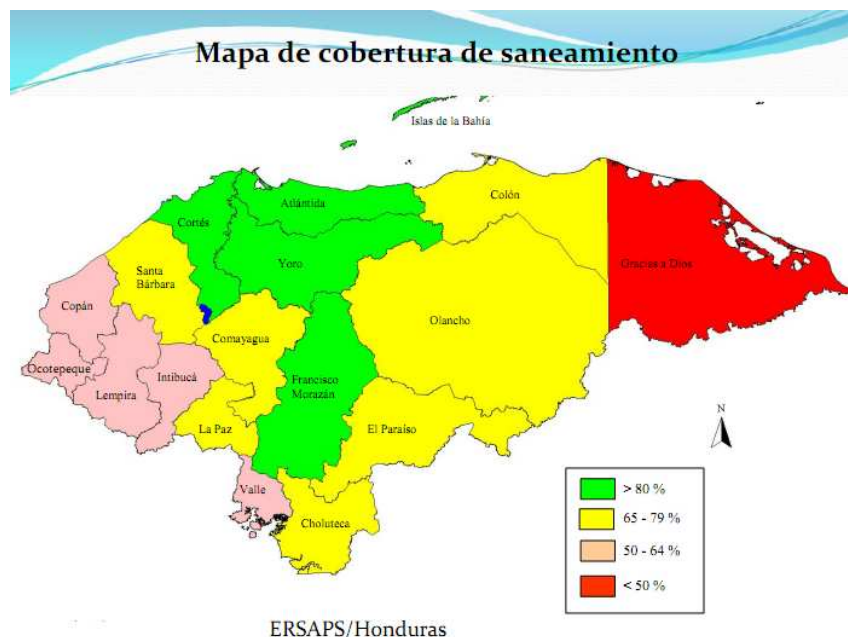 Mapa de cobertura de saneamiento
Islas de la Bahía
Atlántida
Colón
Cortés
Yoro
Gracias a Dios
Santa
Bárbara
Copán
Olancho
Comayagua
Ocotepeque
Intibucá
Francisco
Morazán
Lempira
La Paz
El Paraíso
N
Valle
Choluteca
> 80 %
65 - 79 %
50 - 64 %
< 50 %
ERSAPS/Honduras